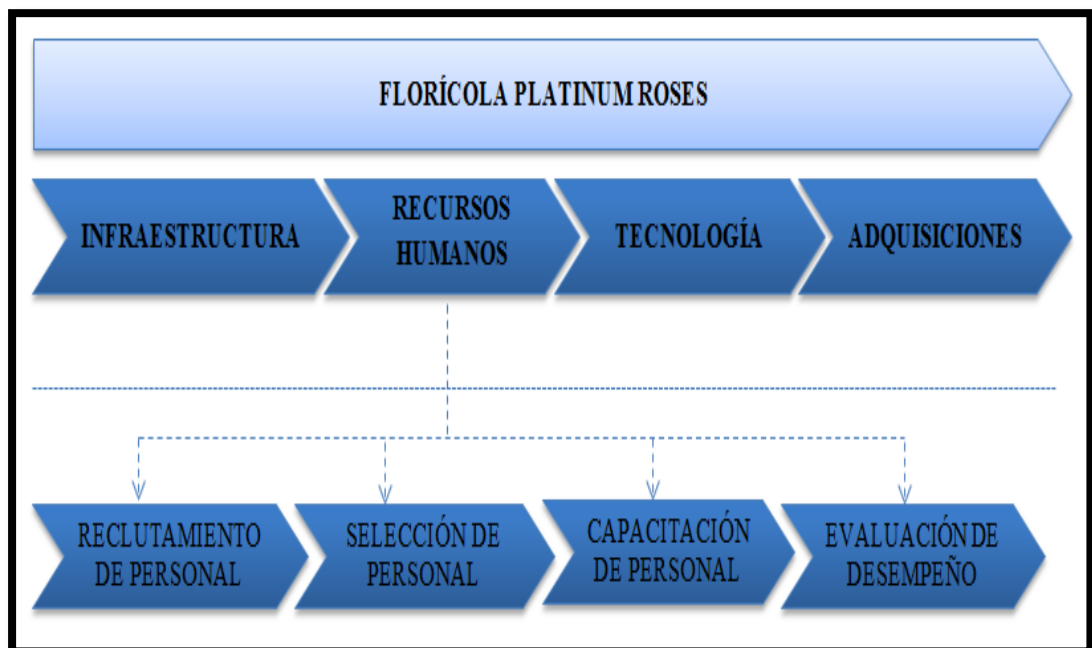 FLORÍCOLA PLATINUM ROSES
INFRAESTRUCTURA
RECURSOS
HUMANOS
TECNOLOGÍA
ADQUISICIONES
RECLUTAMIENTO
DE PERSONAL
SELECCIÓN DE
PERSONAL
CAPACITACIÓN
DE PERSONAL
EVALUACIÓN DE
DESEMPEÑO